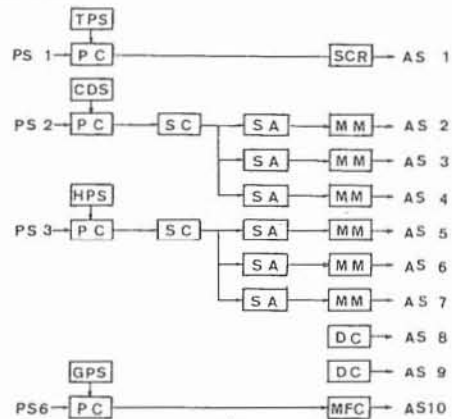 TPS
PS 1 PC SCR AS 1
CDS
PS 2 PC SC SA MM AS 2
SA MM AS 3
SA MM AS 4
HPS
PS 3 PC SC SA MM AS 5
SA MM AS 6
SA MM AS 7
DC AS 8
DC AS 9
GPS
PS6 PC MFC AS10